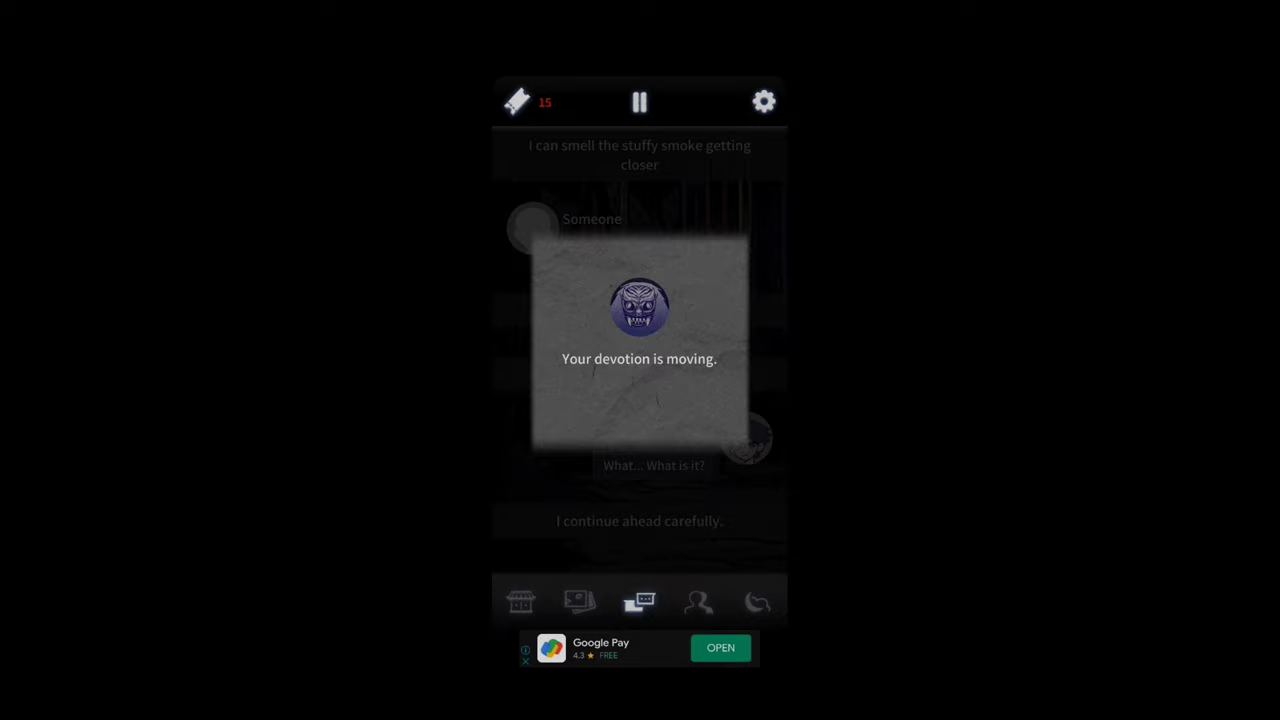 15
I can smell the stuffy smoke getting
closer
Someone
Your devotion is moving.
What... What is it?
I continue ahead carefully.
Google Pay
4.3 ★ FREE
OPEN